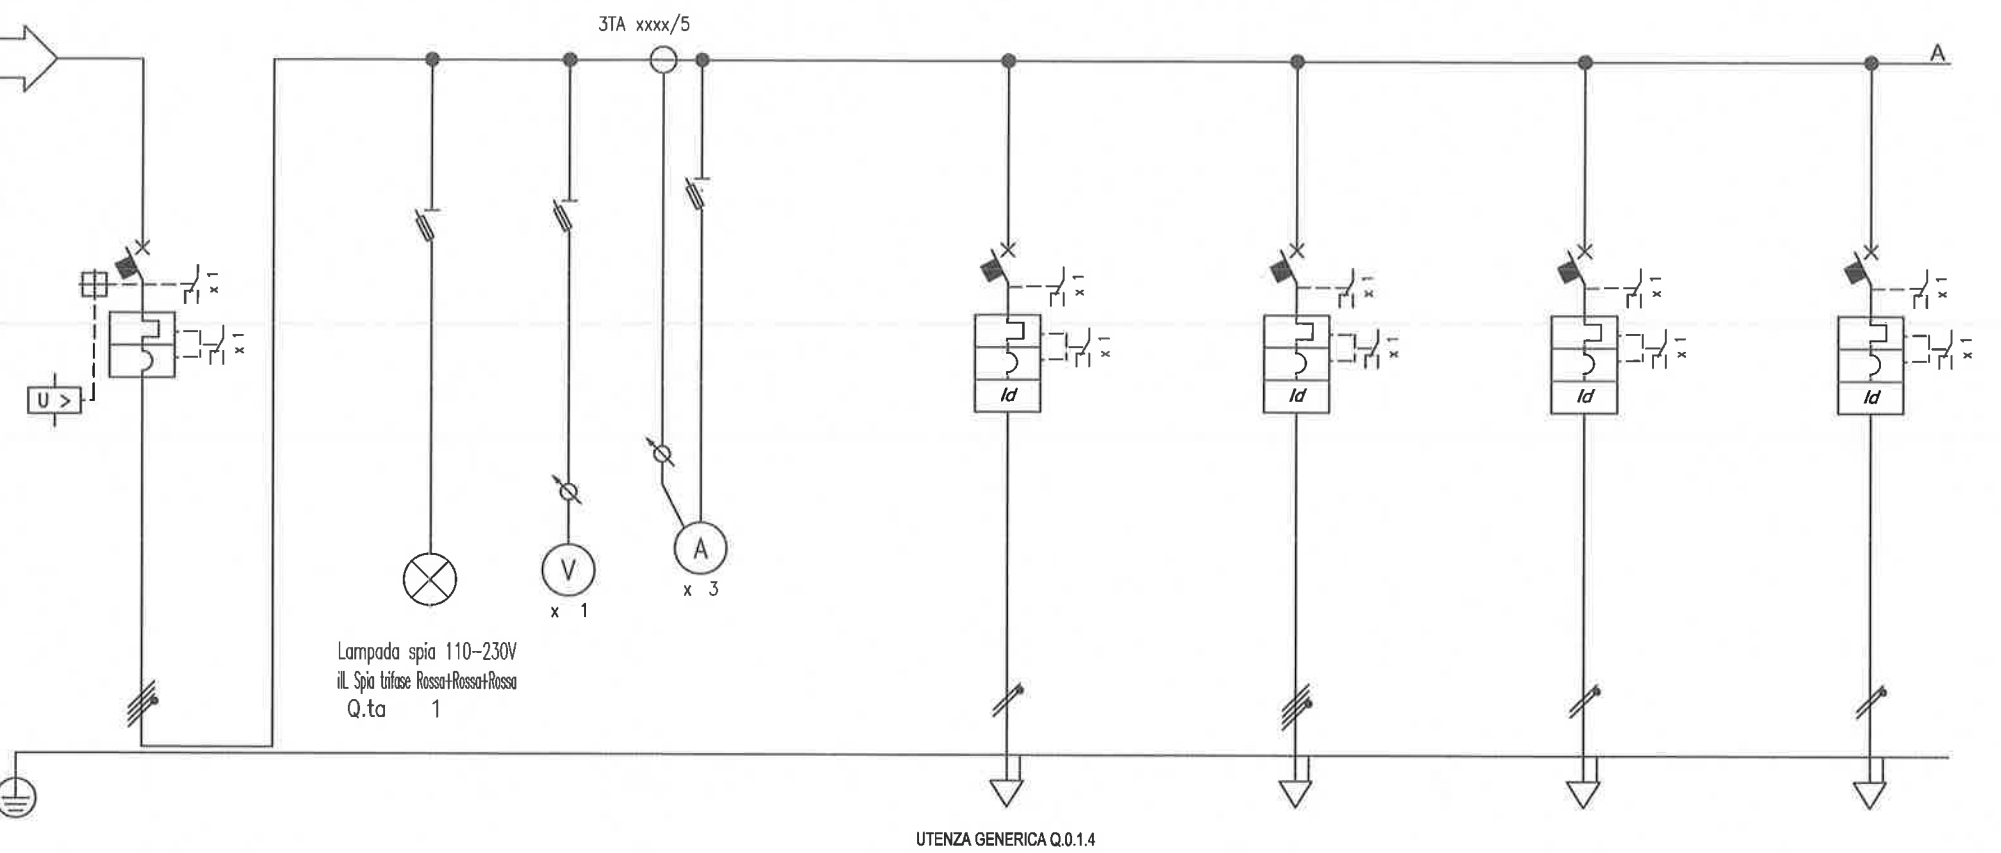 3TA xxxx/5
A
x 1
x 1
U >
x 1
x 1
Id
x 1
x 1
Id
x 1
x 1
Id
x 1
x 1
Id
V
x 1
A
x 3
Lampada spia 110-230V
ill. Spia trifase Rossa+Rossa+Rossa
Q.ta 1
UTENZA GENERICA Q.0.1.4